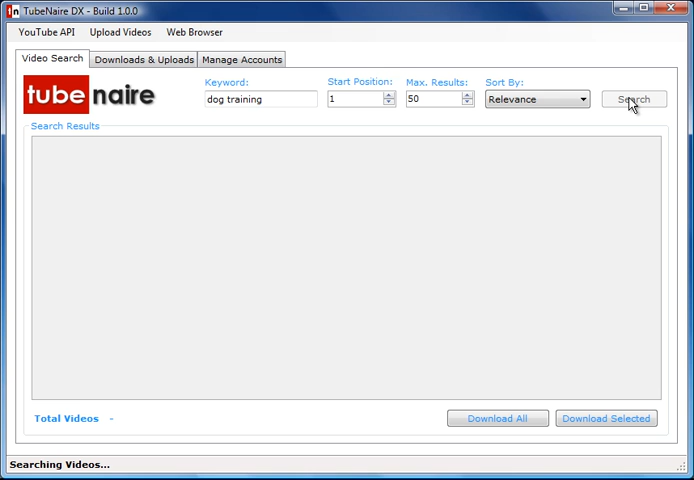 tn TubeNaire DX - Build 1.0.0
YouTube API Upload Videos Web Browser
Video Search Downloads & Uploads Manage Accounts
tube naire
Keyword: Start Position: Max. Results: Sort By:
dog training 1 50 Relevance Search
Search Results
Total Videos - Download All Download Selected
Searching Videos...